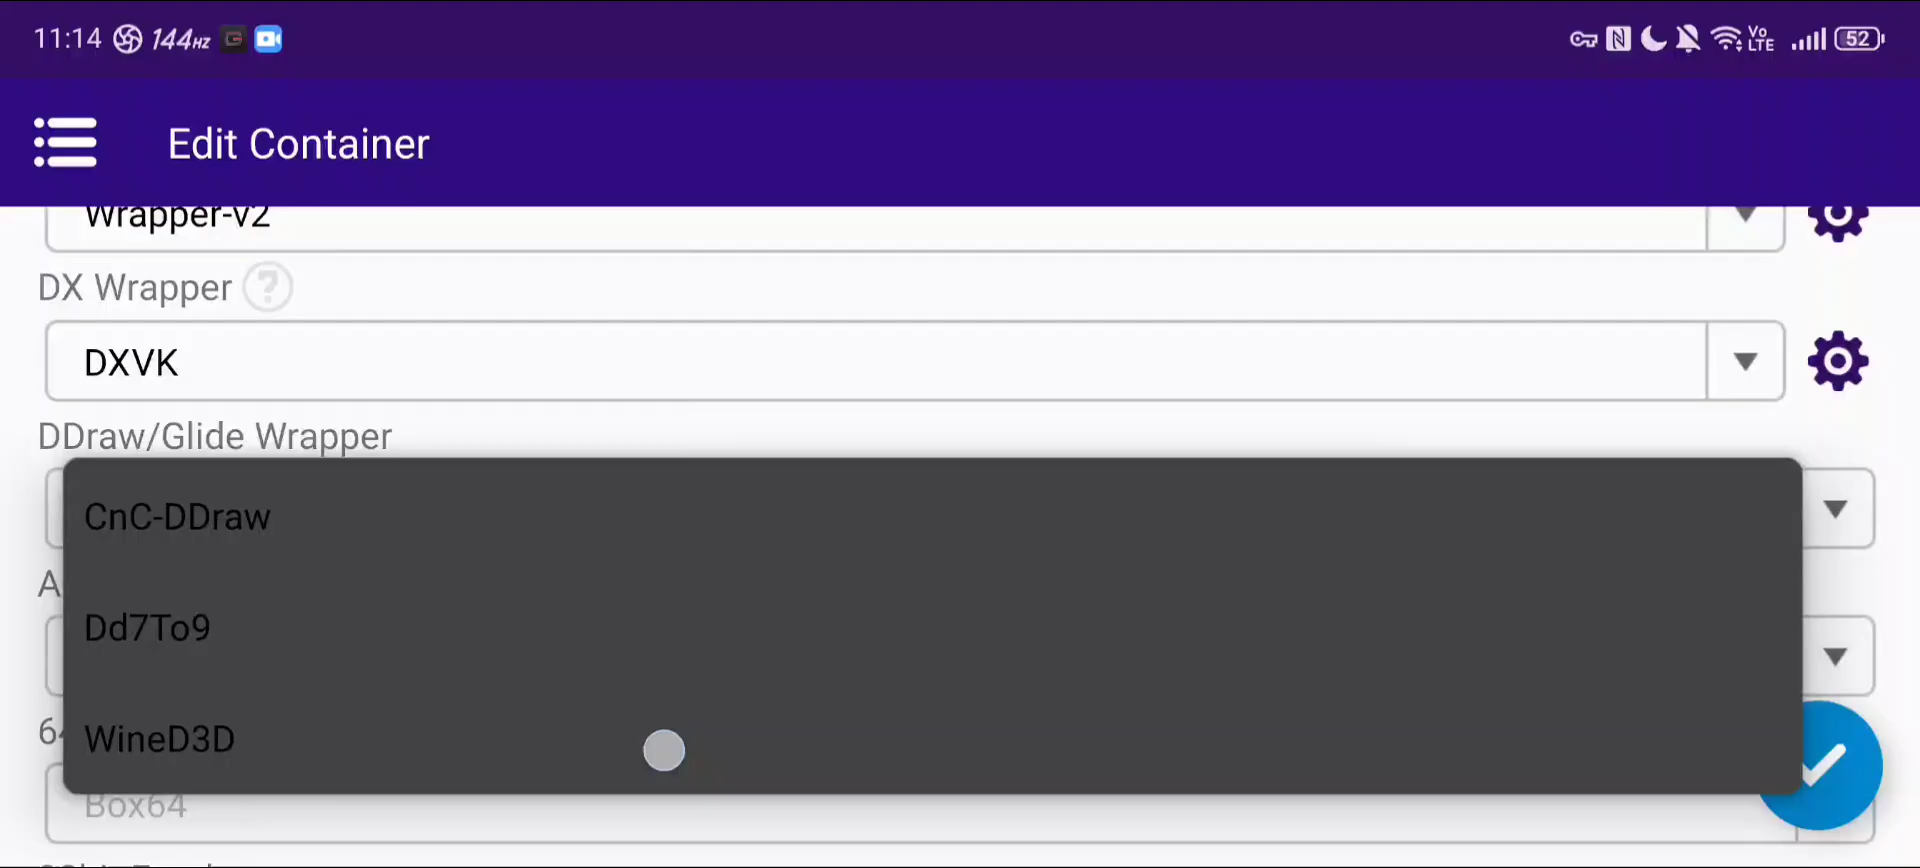 11:14 144HZ Vo LTE 52
Edit Container
Wrapper-v2
DX Wrapper ?
DXVK
DDraw/Glide Wrapper
CnC-DDraw
A
Dd7To9
6
WineD3D
Box64